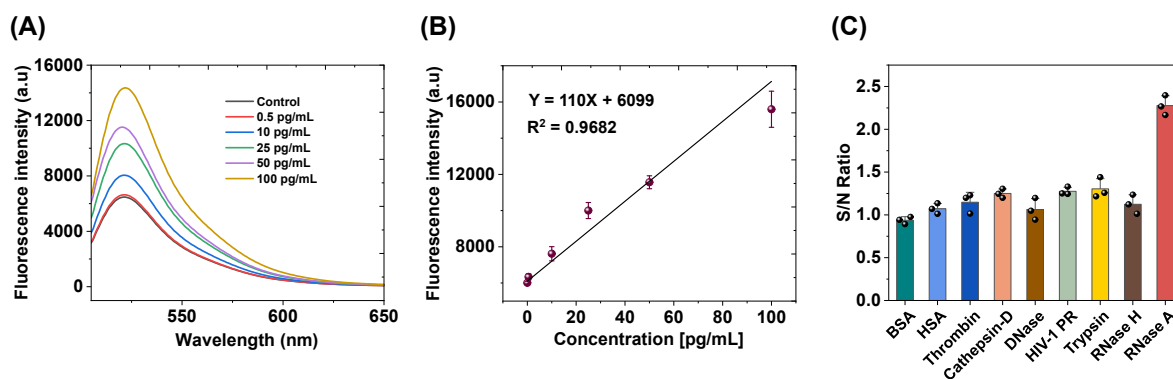 (A)
Fluorescence intensity (a.u)
16000
12000
8000
4000
0
Control
0.5 pg/mL
10 pg/mL
25 pg/mL
50 pg/mL
100 pg/mL
550
600
650
Wavelength (nm)
(B)
Fluorescence intensity (a.u)
16000
12000
8000
Y = 110X + 6099
R² = 0.9682
0
20
40
60
80
100
Concentration [pg/mL]
(C)
S/N Ratio
2.5
2.0
1.5
1.0
0.5
0.0
BSA
HSA
Thrombin
Cathepsin-D
DNase
HIV-1 PR
Trypsin
RNase H
RNase A